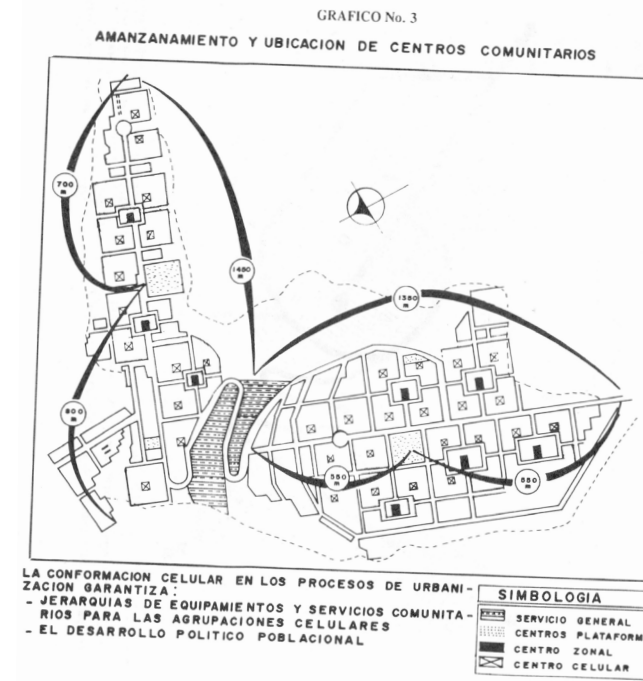 GRAFICO No. 3
AMANZANAMIENTO Y UBICACION DE CENTROS COMUNITARIOS
700
m
1480
m
1380
m
800
m
580
m
880
m
LA CONFORMACION CELULAR EN LOS PROCESOS DE URBANI-
ZACION GARANTIZA:
- JERARQUIAS DE EQUIPAMIENTOS Y SERVICIOS COMUNITA-
RIOS PARA LAS AGRUPACIONES CELULARES
- EL DESARROLLO POLITICO POBLACIONAL
SIMBOLOGIA
SERVICIO GENERAL
CENTROS PLATAFORM
CENTRO ZONAL
CENTRO CELULAR